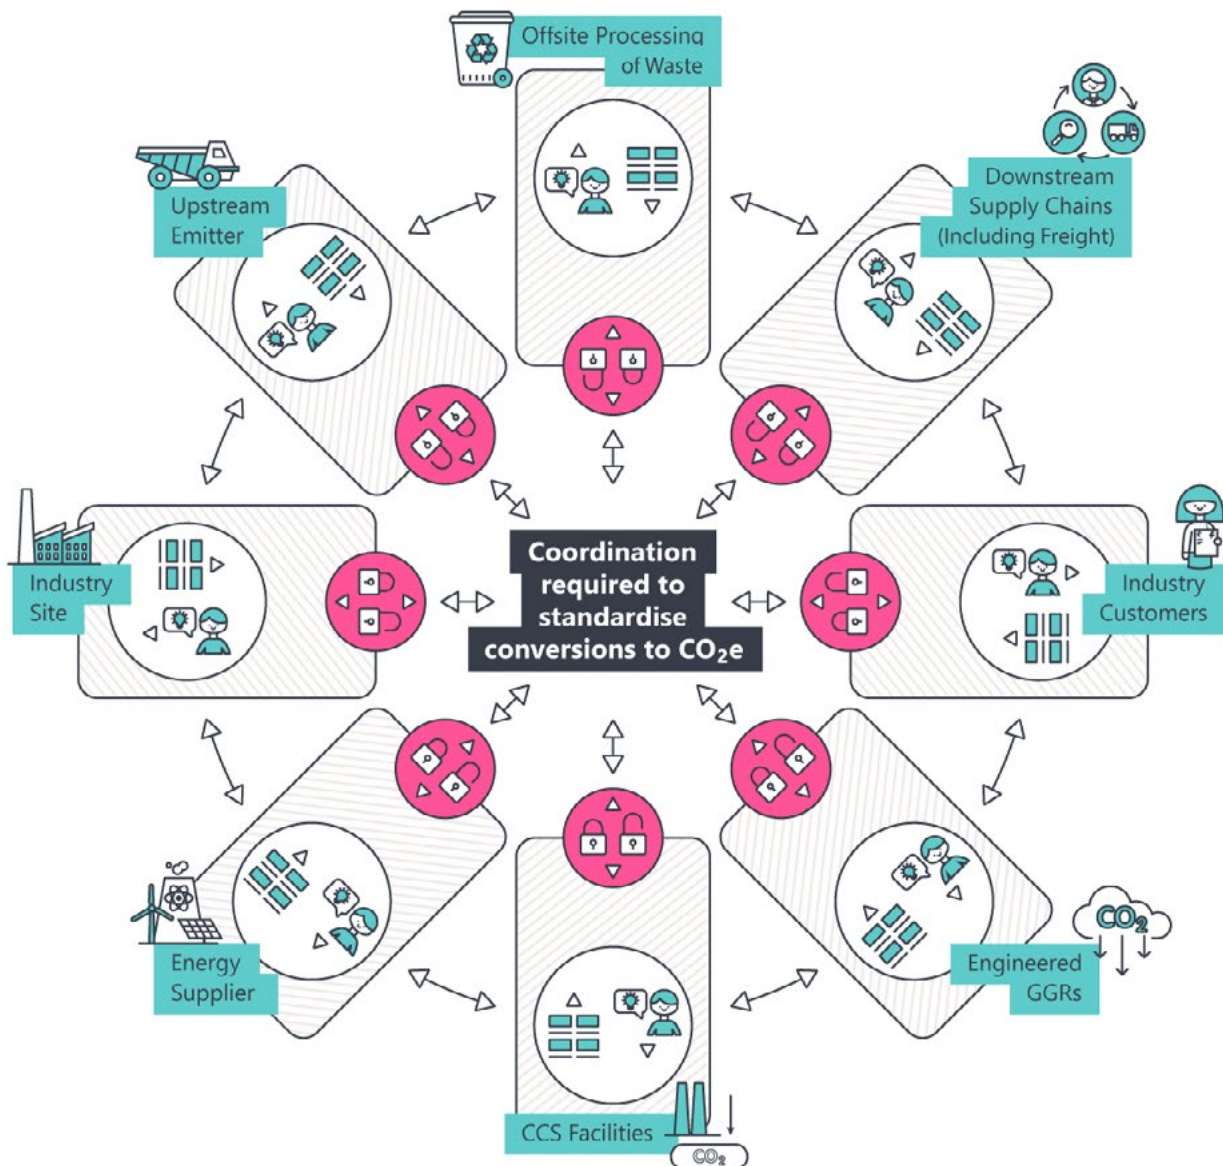 Offsite Processing
of Waste
Upstream
Emitter
Downstream
Supply Chains
(Including Freight)
Industry
Site
Coordination
required to
standardise
conversions to CO₂e
Industry
Customers
Energy
Supplier
Engineered
GGRs
CO₂
CCS Facilities
CO₂